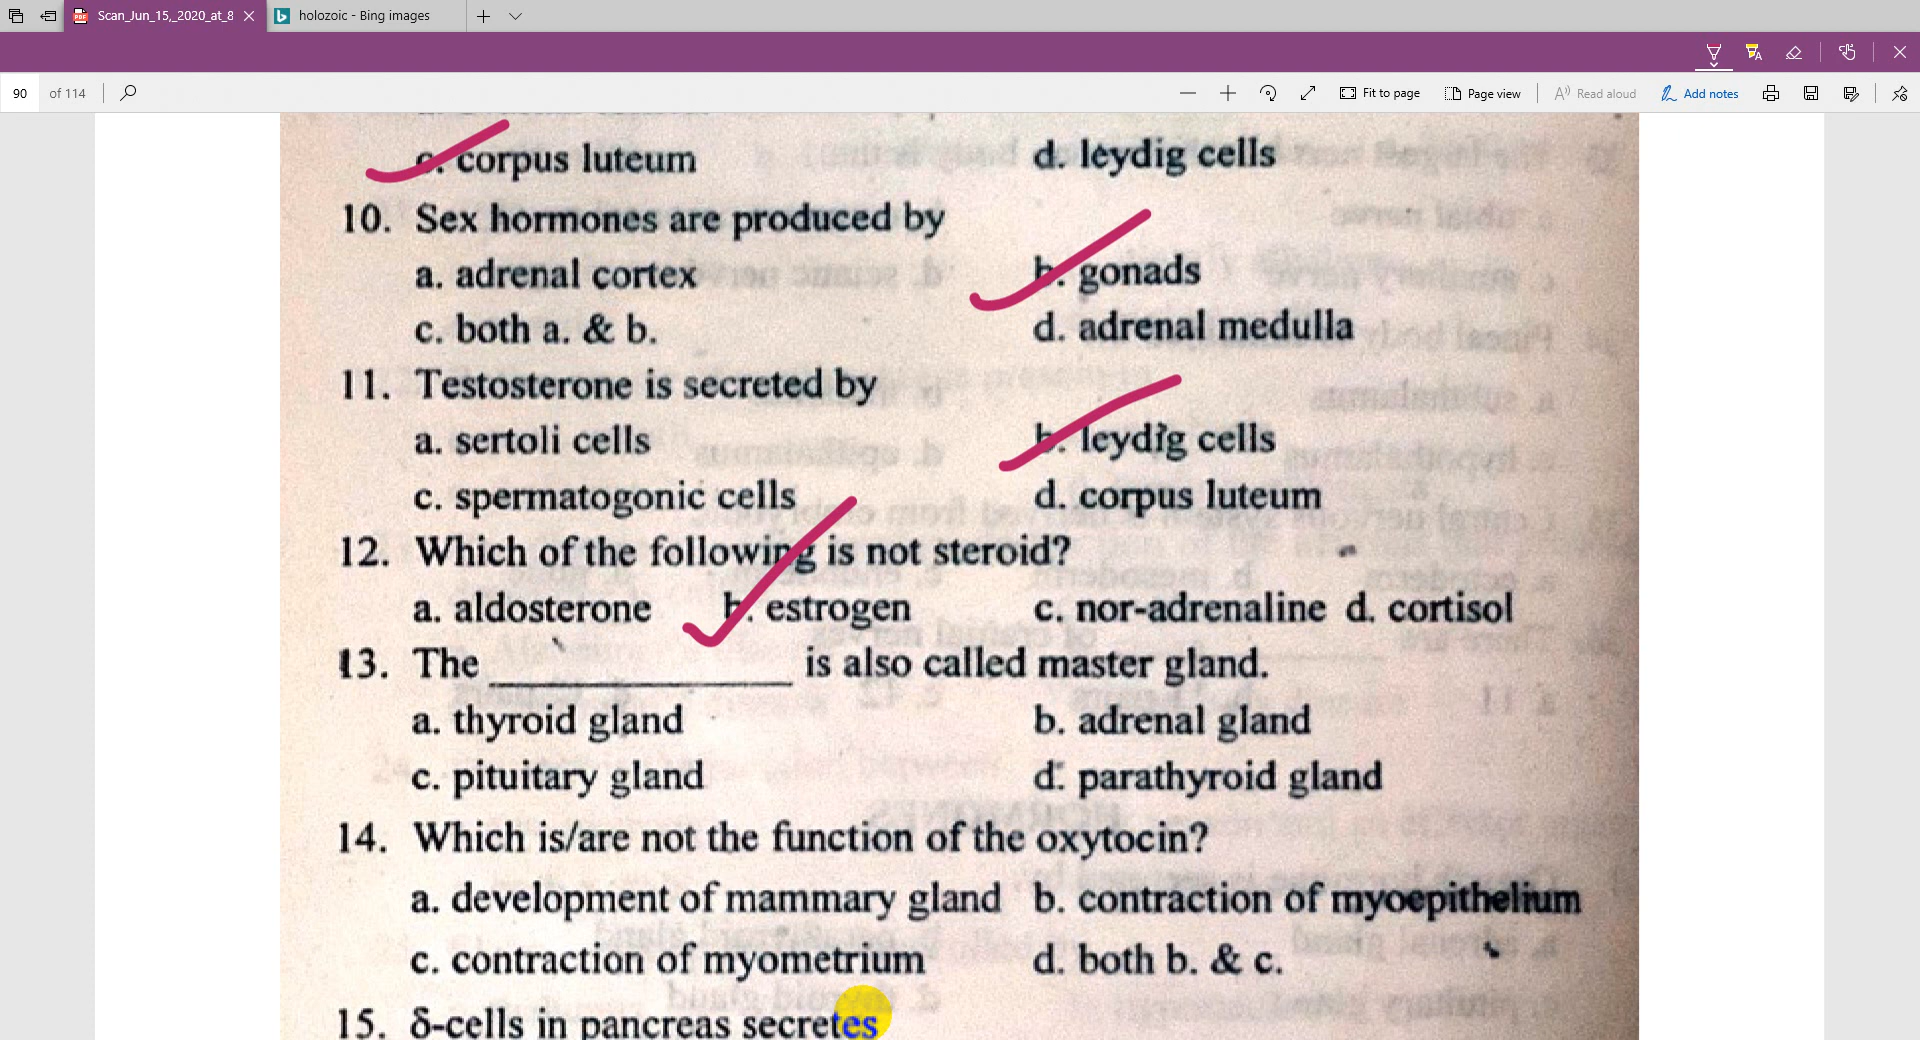 Scan_Jun_15,_2020_at_8
holozoic - Bing images
90 of 114
Fit to page
Page view
Read aloud
Add notes
c. corpus luteum d. leydig cells
10. Sex hormones are produced by
a. adrenal cortex b. gonads
c. both a. & b. d. adrenal medulla
11. Testosterone is secreted by
a. sertoli cells b. leydig cells
c. spermatogonic cells d. corpus luteum
12. Which of the following is not steroid?
a. aldosterone b. estrogen c. nor-adrenaline d. cortisol
13. The ____________ is also called master gland.
a. thyroid gland b. adrenal gland
c. pituitary gland d. parathyroid gland
14. Which is/are not the function of the oxytocin?
a. development of mammary gland b. contraction of myoepithelium
c. contraction of myometrium d. both b. & c.
15. δ-cells in pancreas secretes